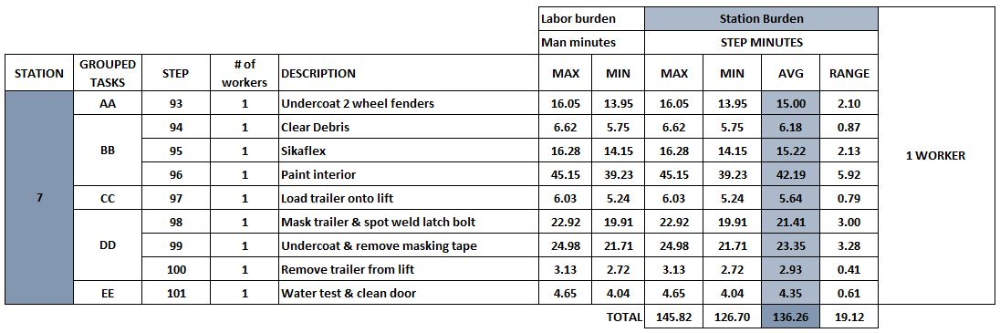 Labor burden Station Burden
Man minutes STEP MINUTES
STATION GROUPED TASKS STEP # of workers DESCRIPTION MAX MIN MAX MIN AVG RANGE
7 AA 93 1 Undercoat 2 wheel fenders 16.05 13.95 16.05 13.95 15.00 2.10 1 WORKER
BB 94 1 Clear Debris 6.62 5.75 6.62 5.75 6.18 0.87
95 1 Sikaflex 16.28 14.15 16.28 14.15 15.22 2.13
96 1 Paint interior 45.15 39.23 45.15 39.23 42.19 5.92
CC 97 1 Load trailer onto lift 6.03 5.24 6.03 5.24 5.64 0.79
DD 98 1 Mask trailer & spot weld latch bolt 22.92 19.91 22.92 19.91 21.41 3.00
99 1 Undercoat & remove masking tape 24.98 21.71 24.98 21.71 23.35 3.28
100 1 Remove trailer from lift 3.13 2.72 3.13 2.72 2.93 0.41
EE 101 1 Water test & clean door 4.65 4.04 4.65 4.04 4.35 0.61
TOTAL 145.82 126.70 136.26 19.12